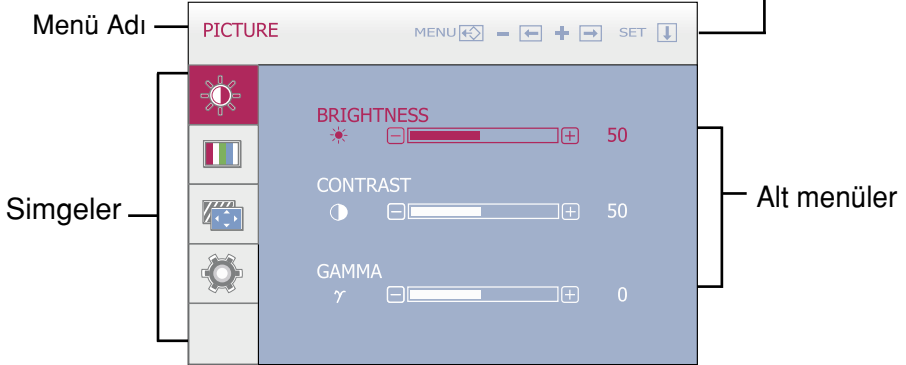 Menü Adı
PICTURE MENU SET
BRIGHTNESS
50
CONTRAST
50
Simgeler
Alt menüler
GAMMA
γ 0